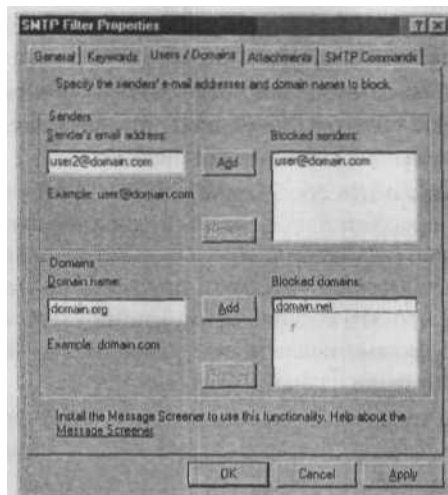 SMTP Filter Properties
General Keywords Users / Domains Attachments SMTP Commands
Specify the senders' e-mail addresses and domain names to block.
Senders
Sender's email address:
Blocked senders:
user2@domain.com
Add
user@domain.com
Example: user@domain.com
Domains
Domain name:
Blocked domains:
domain.org
Add
domain.net
Example: domain.com
Install the Message Screener to use this functionality. Help about the
Message Screener
OK Cancel Apply